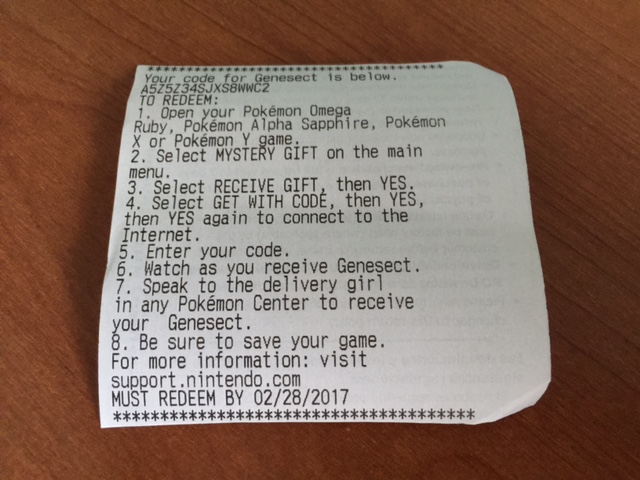 ***************************************
Your code for Genesect is below.
A5Z5Z34SJXS8WWC2
TO REDEEM:
1. Open your Pokémon Omega
Ruby, Pokémon Alpha Sapphire, Pokémon
X or Pokémon Y game.
2. Select MYSTERY GIFT on the main
menu.
3. Select RECEIVE GIFT, then YES.
4. Select GET WITH CODE, then YES,
then YES again to connect to the
Internet.
5. Enter your code.
6. Watch as you receive Genesect.
7. Speak to the delivery girl
in any Pokémon Center to receive
your  Genesect.
8. Be sure to save your game.
For more information: visit
support.nintendo.com
MUST REDEEM BY 02/28/2017
***************************************